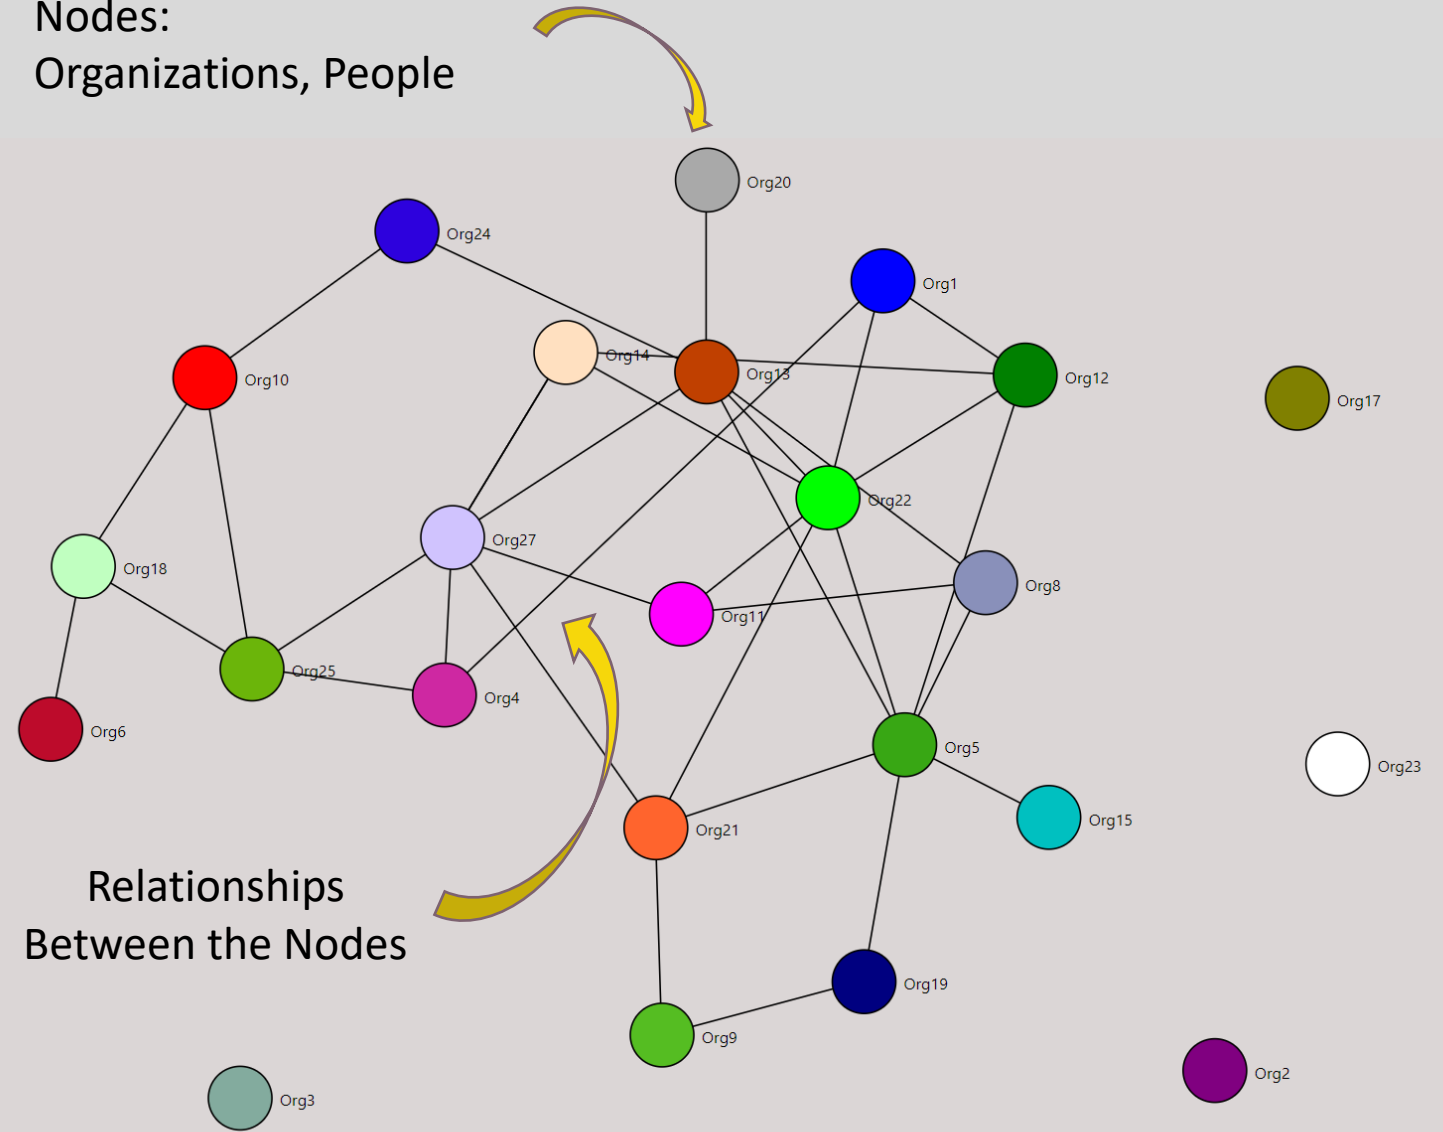 Nodes:
Organizations, People
Org20
Org24
Org1
Org14
Org13
Org12
Org10
Org17
Org22
Org27
Org18
Org8
Org11
Org25
Org4
Org6
Org5
Org23
Org15
Org21
Relationships
Between the Nodes
Org19
Org9
Org2
Org3